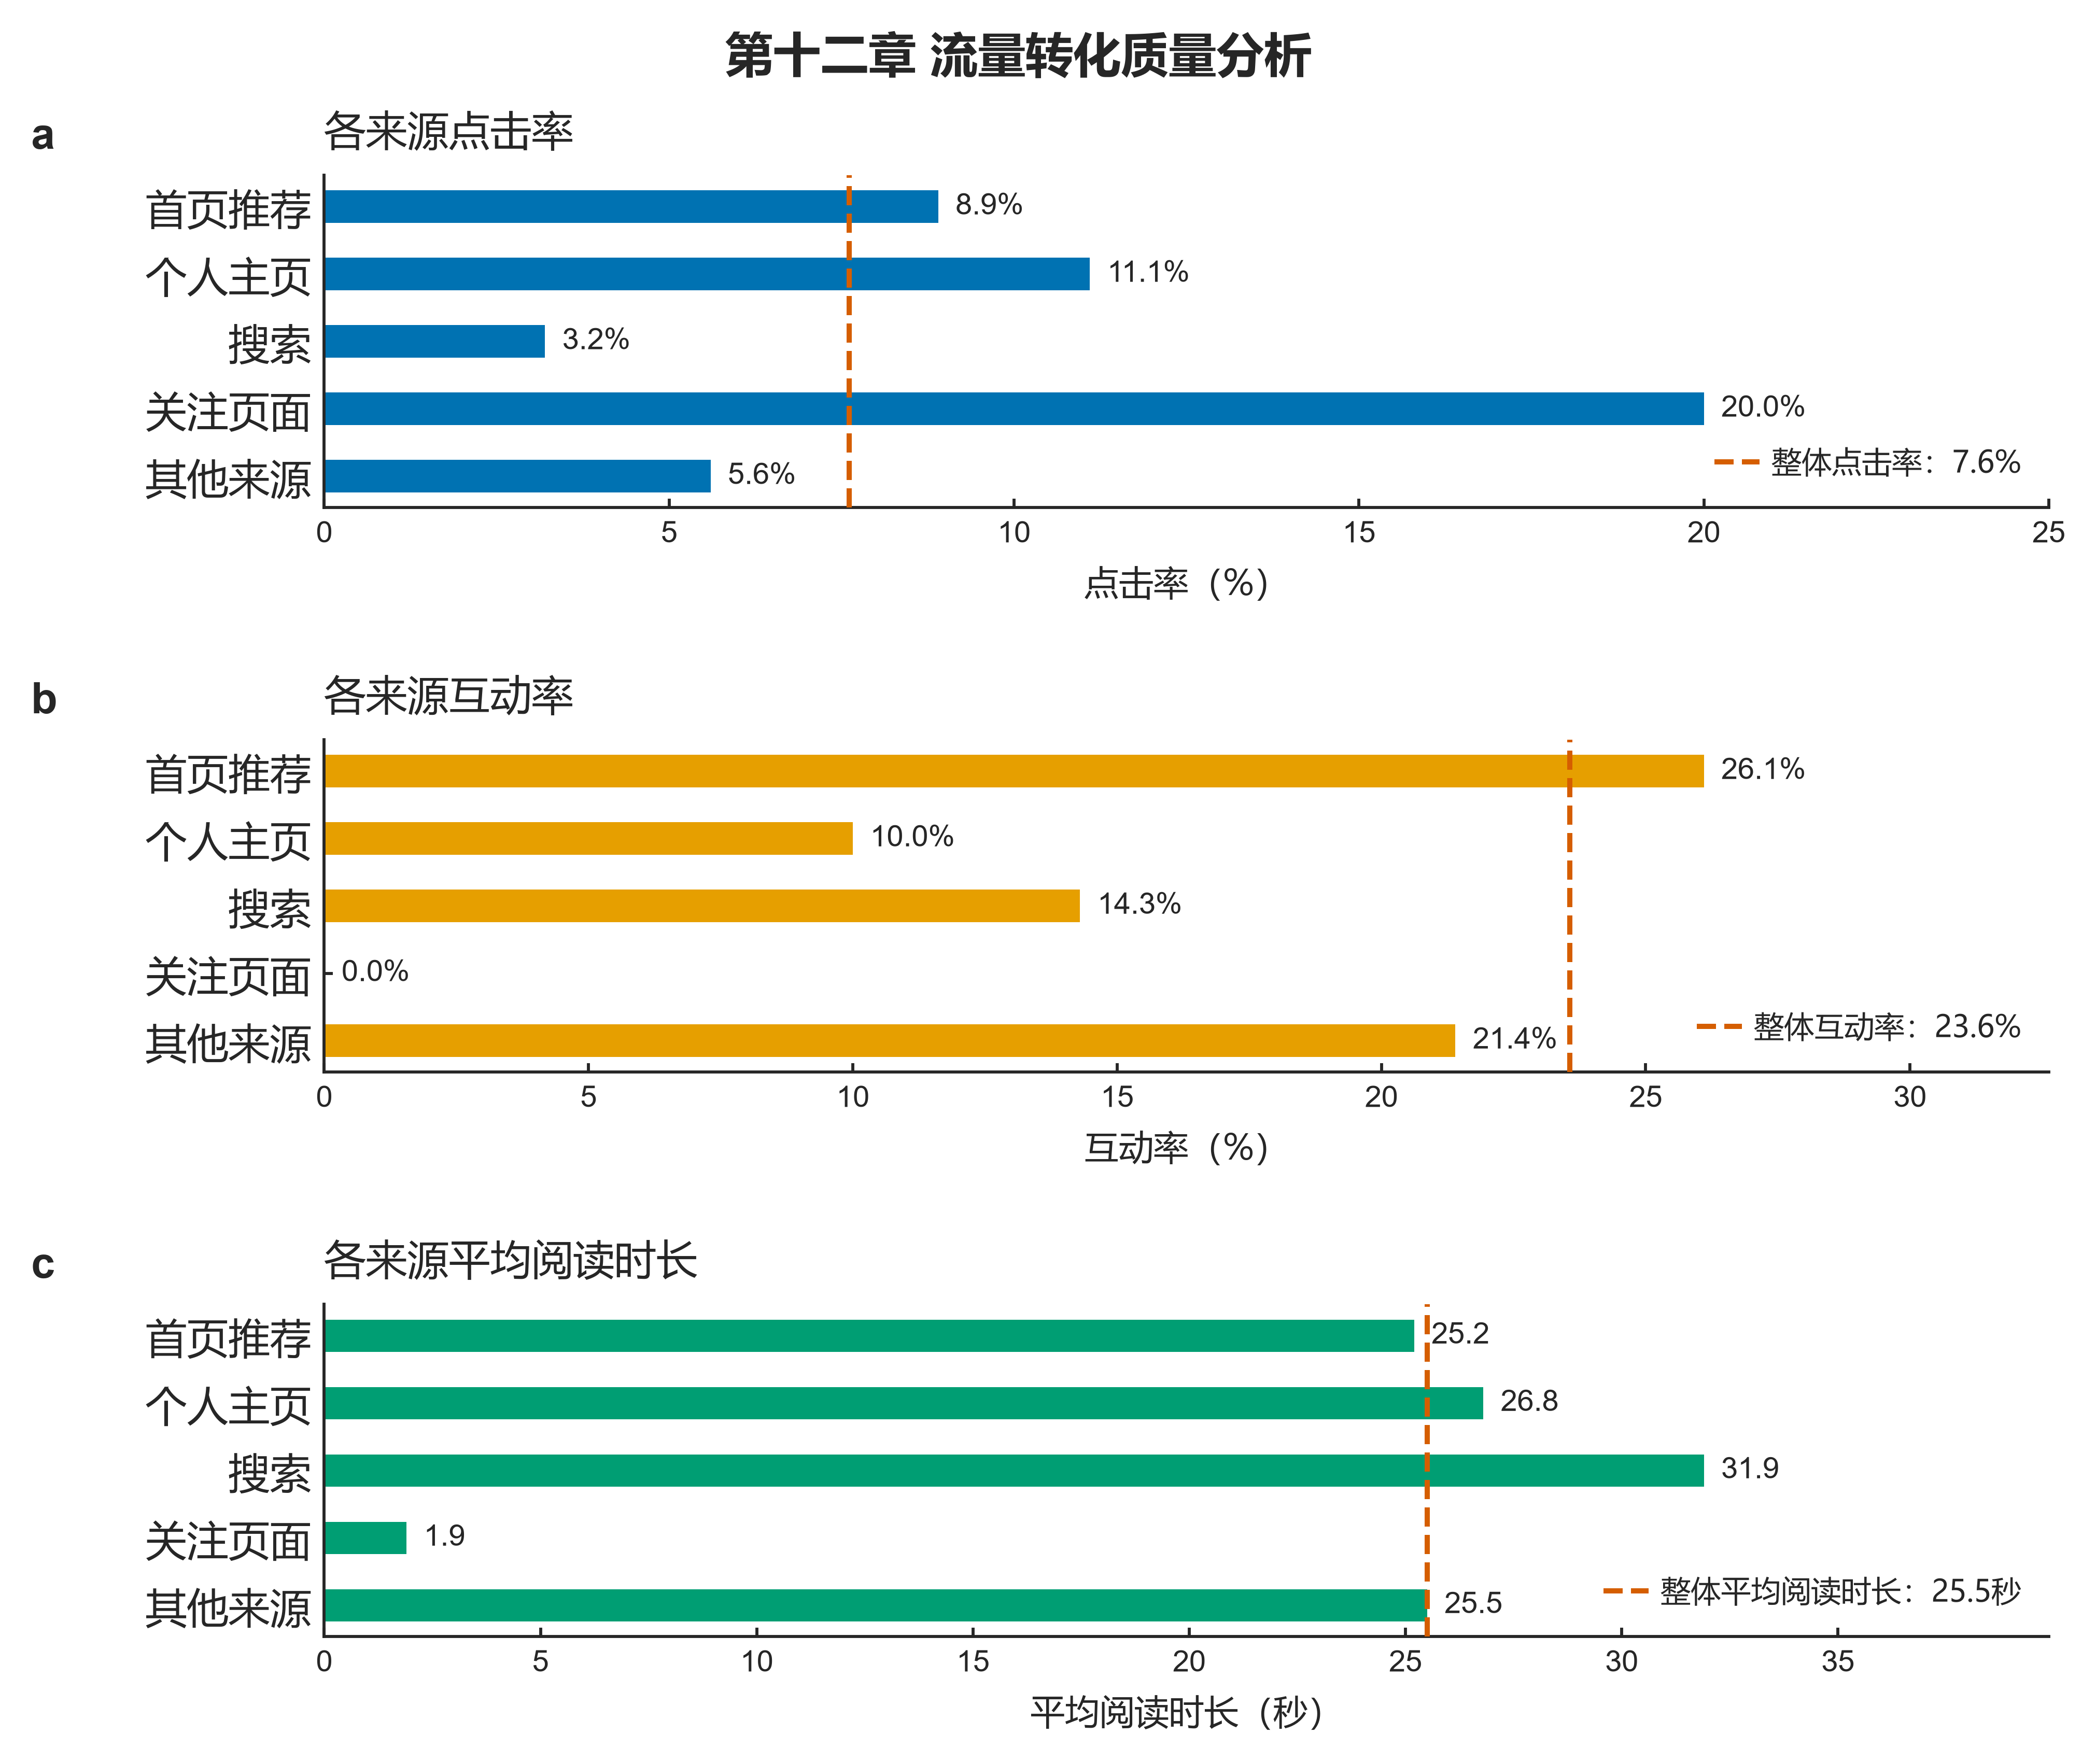 第十二章 流量转化质量分析
a
各来源点击率
首页推荐 8.9%
个人主页 11.1%
搜索 3.2%
关注页面 20.0%
整体点击率：7.6%
其他来源 5.6%
0 5 10 15 20 25
点击率（%）
b
各来源互动率
首页推荐 26.1%
个人主页 10.0%
搜索 14.3%
关注页面 0.0%
整体互动率：23.6%
其他来源 21.4%
0 5 10 15 20 25 30
互动率（%）
c
各来源平均阅读时长
首页推荐 25.2
个人主页 26.8
搜索 31.9
关注页面 1.9
整体平均阅读时长：25.5秒
其他来源 25.5
0 5 10 15 20 25 30 35
平均阅读时长（秒）